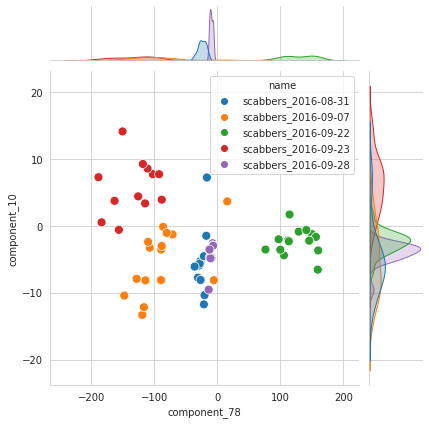 name
scabbers_2016-08-31
scabbers_2016-09-07
scabbers_2016-09-22
scabbers_2016-09-23
scabbers_2016-09-28
20
10
0
−10
−20
component_10
−200
−100
0
100
200
component_78